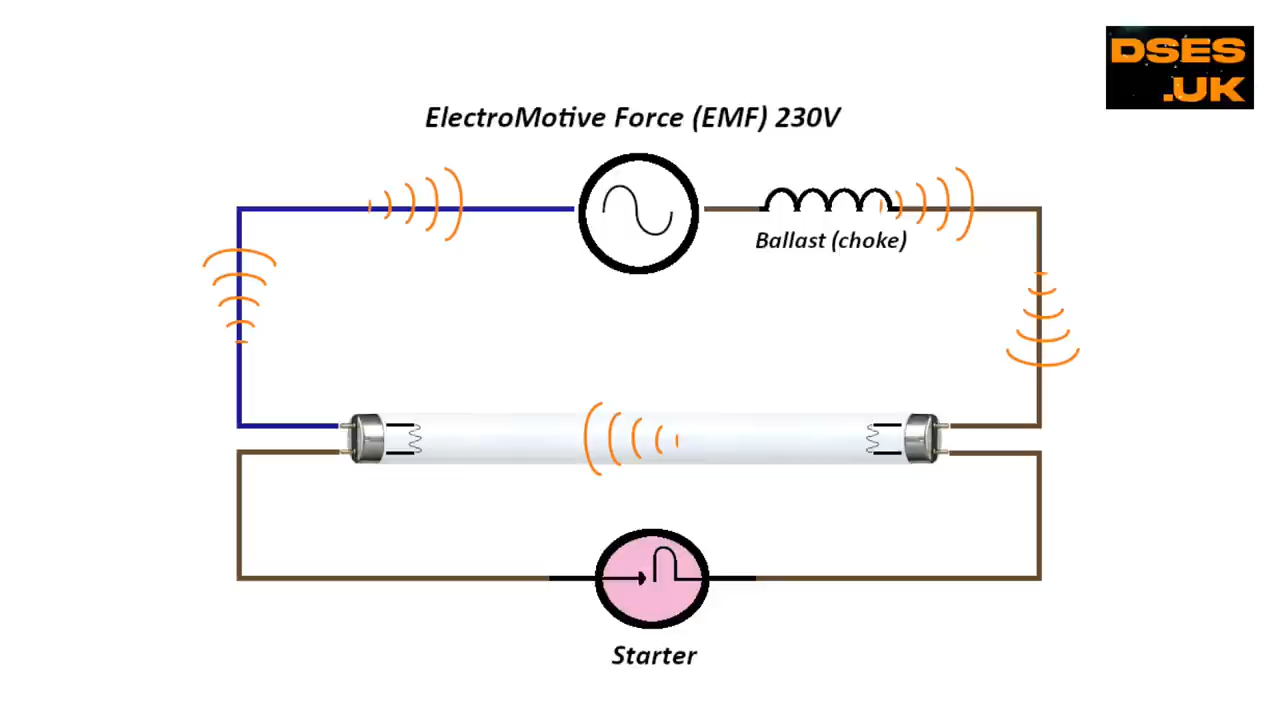 DSES
.UK
ElectroMotive Force (EMF) 230V
Ballast (choke)
Starter